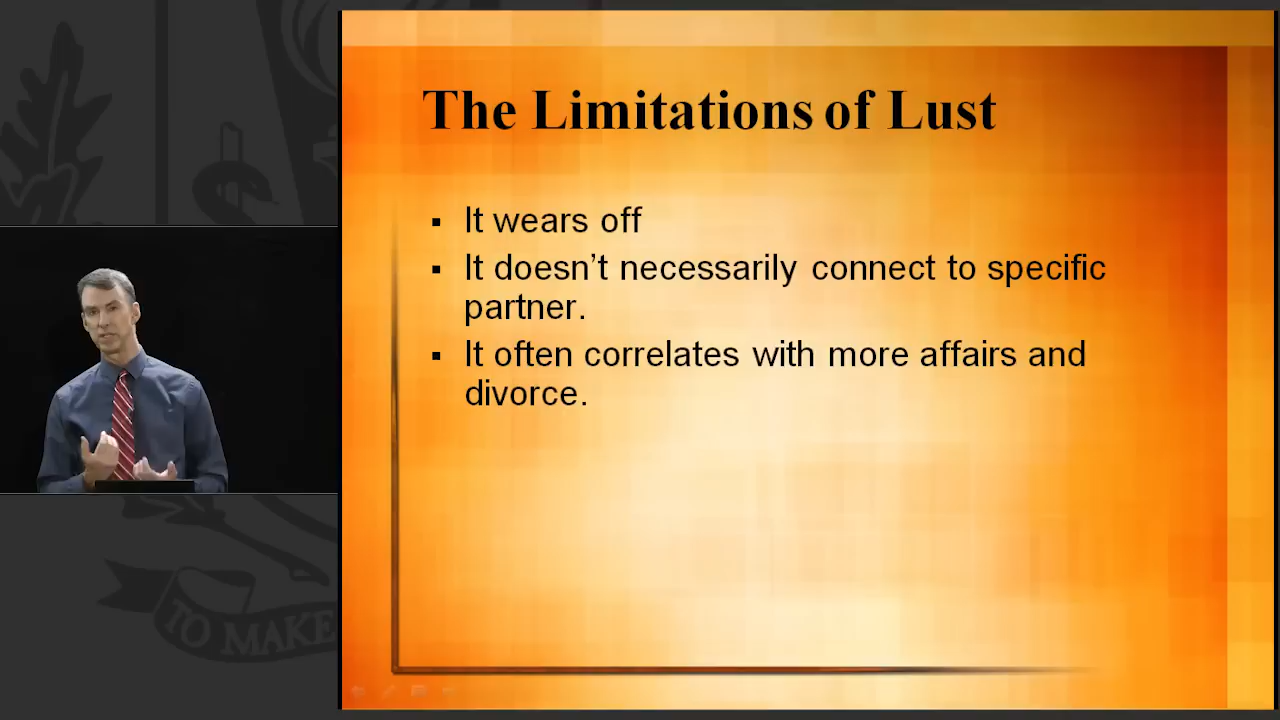 The Limitations of Lust
▪ It wears off
▪ It doesn’t necessarily connect to specific
partner.
▪ It often correlates with more affairs and
divorce.
TO MAKE